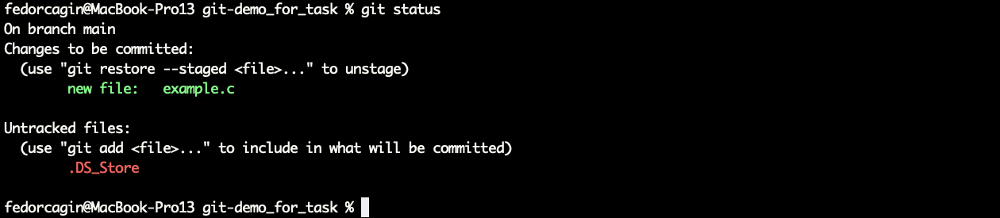 fedorcagin@MacBook-Pro13 git-demo_for_task % git status
On branch main
Changes to be committed:
  (use "git restore --staged <file>..." to unstage)
        new file:   example.c

Untracked files:
  (use "git add <file>..." to include in what will be committed)
        .DS_Store

fedorcagin@MacBook-Pro13 git-demo_for_task %